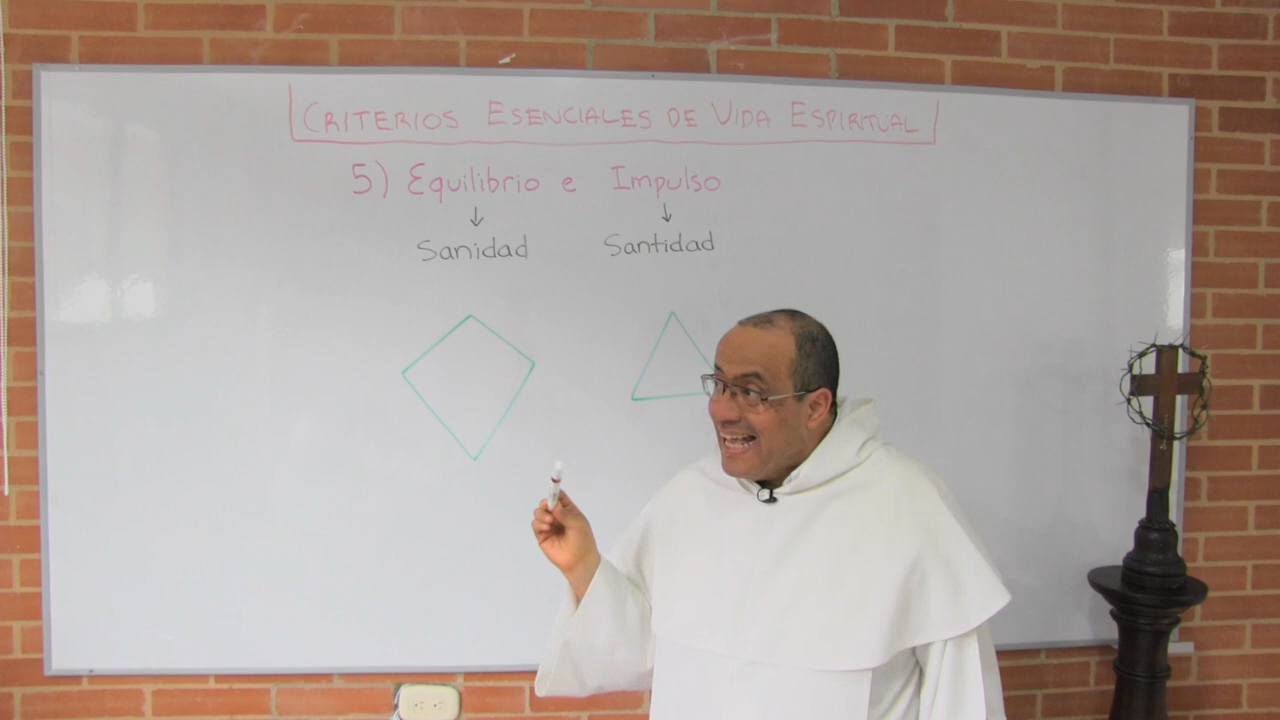 CRITERIOS ESENCIALES DE VIDA ESPIRITUAL
5) Equilibrio e Impulso
↓ ↓
Sanidad Santidad